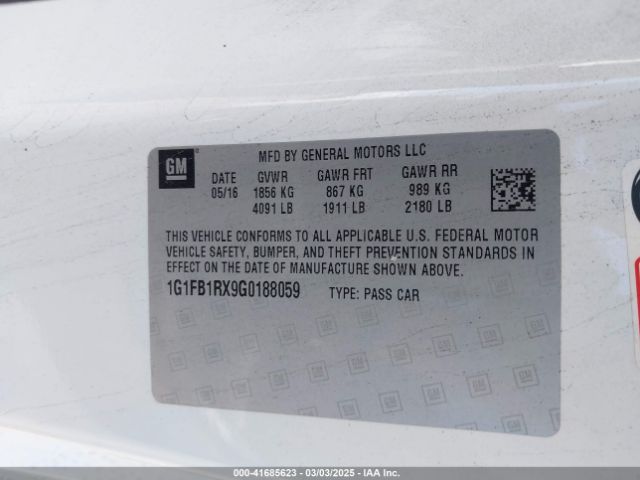 GM
MFD BY GENERAL MOTORS LLC
DATE GVWR GAWR FRT GAWR RR
05/16 1856 KG 867 KG 989 KG
4091 LB 1911 LB 2180 LB
THIS VEHICLE CONFORMS TO ALL APPLICABLE U.S. FEDERAL MOTOR
VEHICLE SAFETY, BUMPER, AND THEFT PREVENTION STANDARDS IN
EFFECT ON THE DATE OF MANUFACTURE SHOWN ABOVE.
1G1FB1RX9G0188059 TYPE: PASS CAR
000-41685623 - 03/03/2025 - IAA Inc.